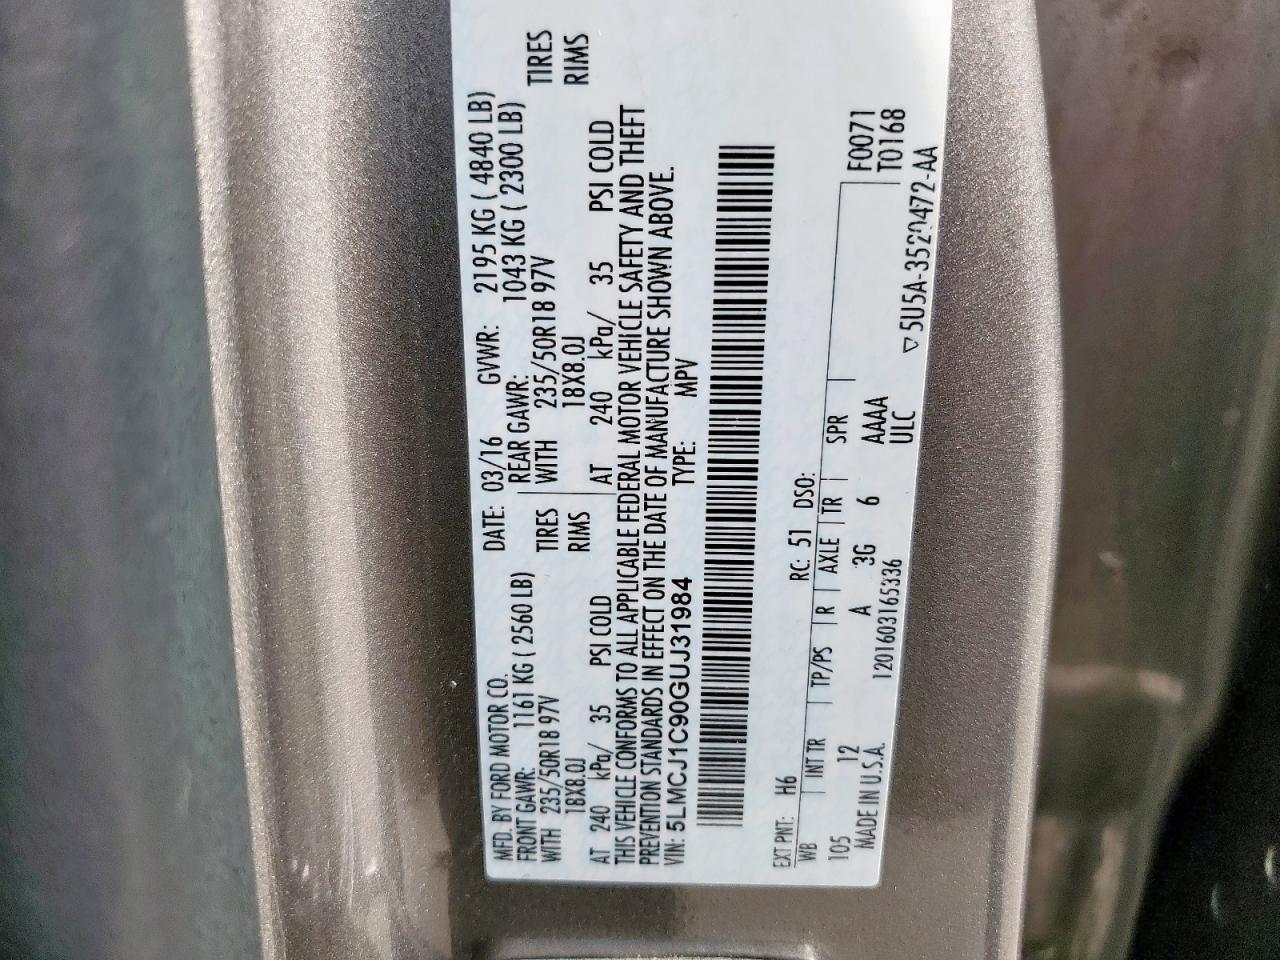 MFD. BY FORD MOTOR CO. DATE: 03/16 GVWR: 2195 KG ( 4840 LB)
FRONT GAWR: 1161 KG ( 2560 LB) REAR GAWR: 1043 KG ( 2300 LB)
WITH 235/50R18 97V TIRES WITH 235/50R18 97V TIRES
18X8.0J RIMS 18X8.0J RIMS
AT 240 kPa/ 35 PSI COLD AT 240 kPa/ 35 PSI COLD
THIS VEHICLE CONFORMS TO ALL APPLICABLE FEDERAL MOTOR VEHICLE SAFETY AND THEFT
PREVENTION STANDARDS IN EFFECT ON THE DATE OF MANUFACTURE SHOWN ABOVE.
VIN: 5LMCJ1C90GUJ31984 TYPE: MPV
EXT PNT: H6 RC: 51 DSO:
WB INT TR TP/PS R AXLE TR SPR F0071
105 12 A 3G 6 AAAA T0168
MADE IN U.S.A. 1201603165336 ULC
5U5A-3520472-AA